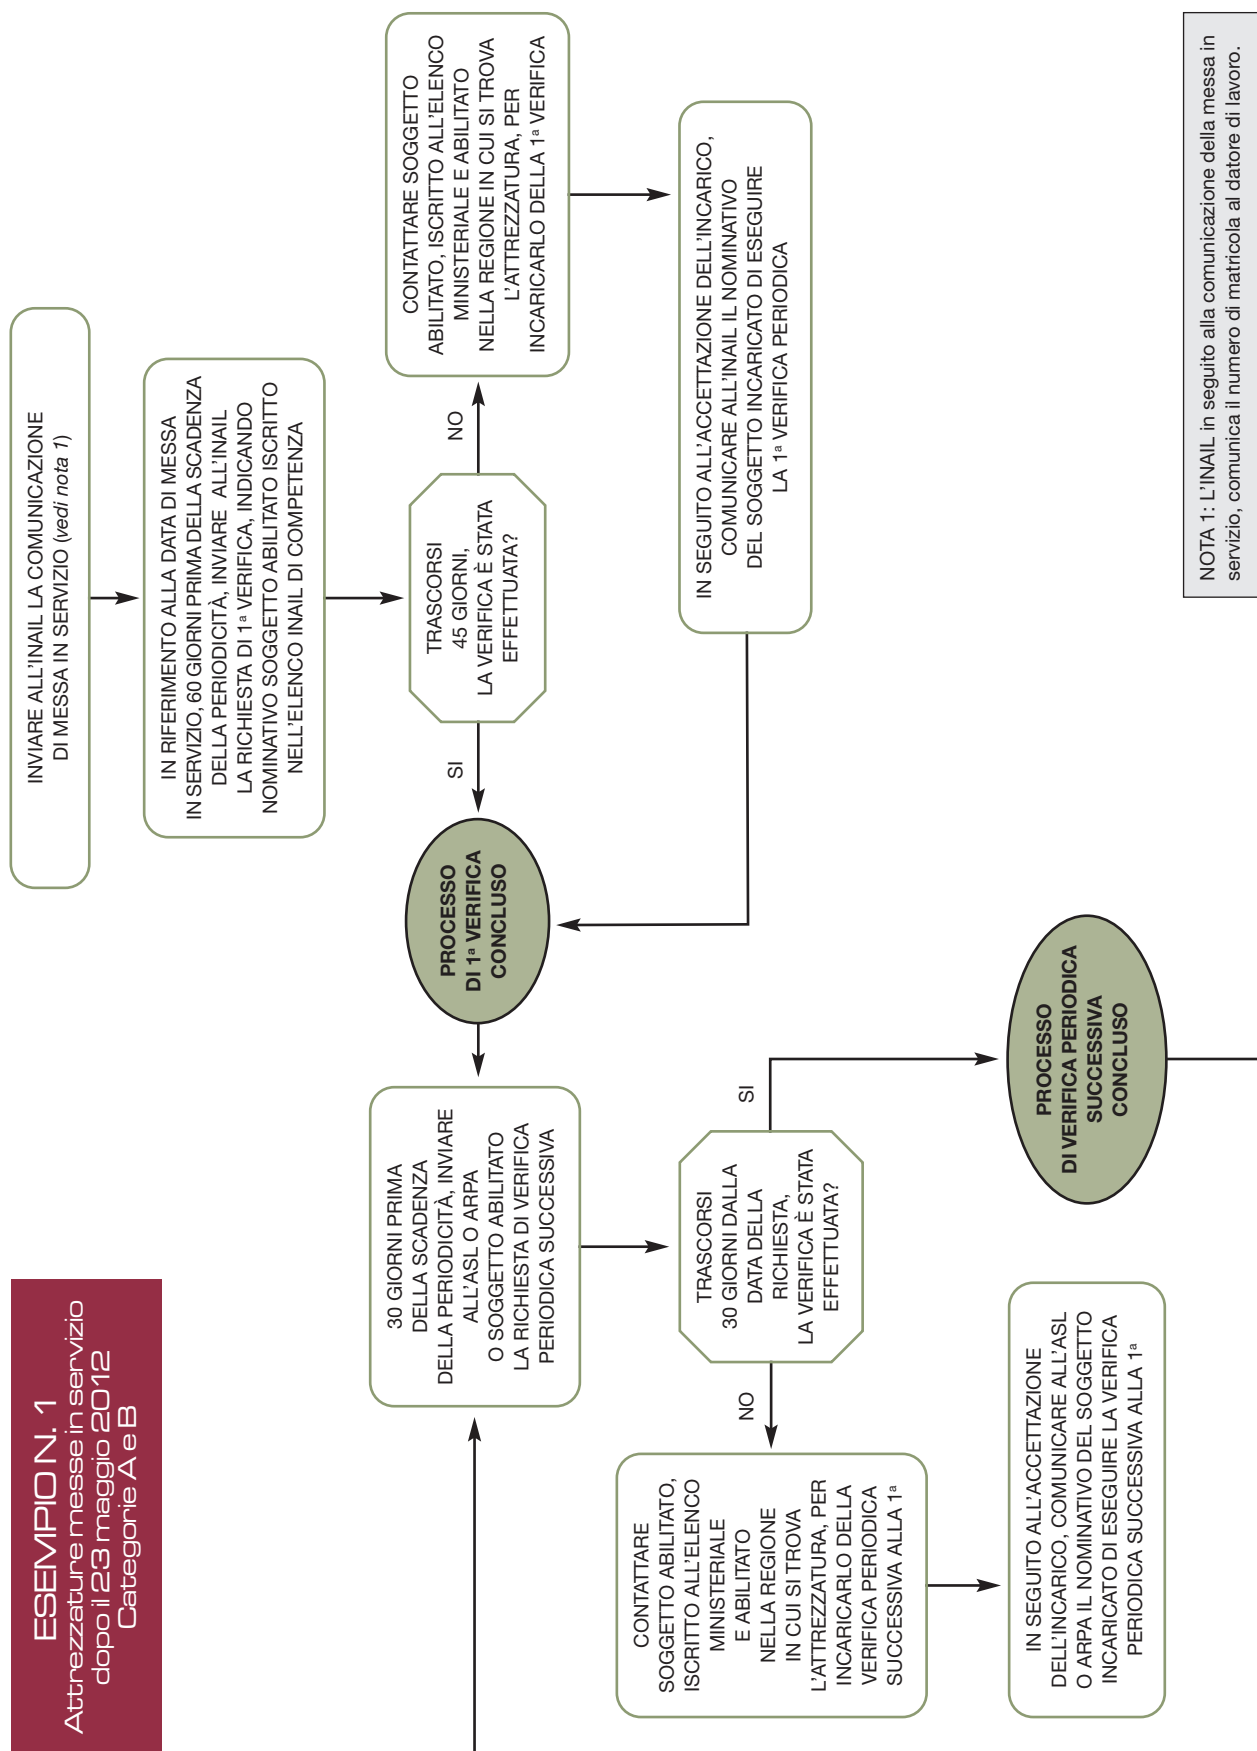 ESEMPIO N. 1
Attrezzature messe in servizio
dopo il 23 maggio 2012
Categorie A e B
INVIARE ALL'INAIL LA COMUNICAZIONE
DI MESSA IN SERVIZIO (vedi nota 1)
IN RIFERIMENTO ALLA DATA DI MESSA
IN SERVIZIO, 60 GIORNI PRIMA DELLA SCADENZA
DELLA PERIODICITÀ, INVIARE ALL'INAIL
LA RICHIESTA DI 1ª VERIFICA, INDICANDO
NOMINATIVO SOGGETTO ABILITATO ISCRITTO
NELL'ELENCO INAIL DI COMPETENZA
TRASCORSI
45 GIORNI,
LA VERIFICA È STATA
EFFETTUATA?
NO
SI
CONTATTARE SOGGETTO
ABILITATO, ISCRITTO ALL'ELENCO
MINISTERIALE E ABILITATO
NELLA REGIONE IN CUI SI TROVA
L'ATTREZZATURA, PER
INCARICARLO DELLA 1ª VERIFICA
IN SEGUITO ALL'ACCETTAZIONE DELL'INCARICO,
COMUNICARE ALL'INAIL IL NOMINATIVO
DEL SOGGETTO INCARICATO DI ESEGUIRE
LA 1ª VERIFICA PERIODICA
PROCESSO
DI 1ª VERIFICA
CONCLUSO
30 GIORNI PRIMA
DELLA SCADENZA
DELLA PERIODICITÀ, INVIARE
ALL'ASL O ARPA
O SOGGETTO ABILITATO
LA RICHIESTA DI VERIFICA
PERIODICA SUCCESSIVA
TRASCORSI
30 GIORNI DALLA
DATA DELLA
RICHIESTA,
LA VERIFICA È STATA
EFFETTUATA?
SI
NO
CONTATTARE
SOGGETTO ABILITATO,
ISCRITTO ALL'ELENCO
MINISTERIALE
E ABILITATO
NELLA REGIONE
IN CUI SI TROVA
L'ATTREZZATURA, PER
INCARICARLO DELLA
VERIFICA PERIODICA
SUCCESSIVA ALLA 1ª
IN SEGUITO ALL'ACCETTAZIONE
DELL'INCARICO, COMUNICARE ALL'ASL
O ARPA IL NOMINATIVO DEL SOGGETTO
INCARICATO DI ESEGUIRE LA VERIFICA
PERIODICA SUCCESSIVA ALLA 1ª
PROCESSO
DI VERIFICA PERIODICA
SUCCESSIVA
CONCLUSO
NOTA 1: L'INAIL in seguito alla comunicazione della messa in
servizio, comunica il numero di matricola al datore di lavoro.